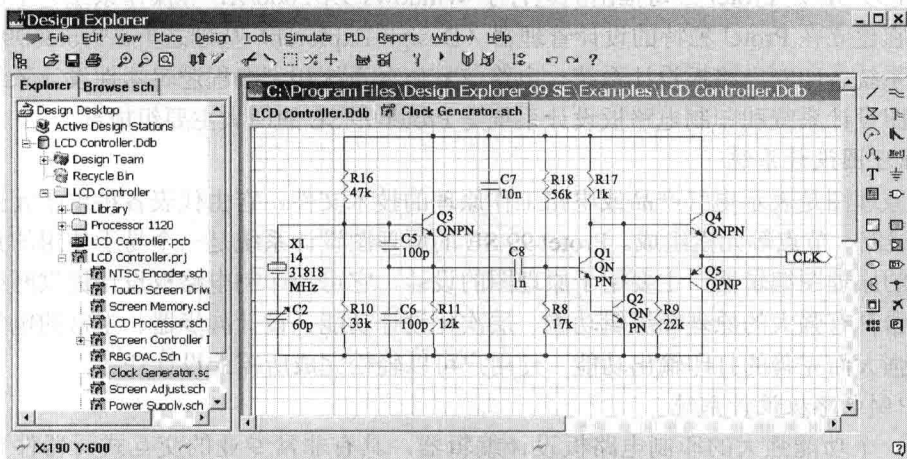 Design Explorer
File Edit View Place Design Tools Simulate PLD Reports Window Help
Explorer Browse sch
Design Desktop
Active Design Stations
LCD Controller.Ddb
Design Team
Recycle Bin
LCD Controller
Library
Processor 1120
LCD Controller.pcb
LCD Controller.prj
NTSC Encoder.sch
Touch Screen Drive
Screen Memory.scl
LCD Processor.sch
Screen Controller I
RBG DAC.Sch
Clock Generator.sc
Screen Adjust.sch
Power Supply.sch
C:\Program Files\Design Explorer 99 SE\Examples\LCD Controller.Ddb
LCD Controller.Ddb Clock Generator.sch
R16
47k
Q3
QNPN
C7
10n
R18
56k
R17
1k
Q4
QNPN
X1
14
31818
MHz
C5
100p
C8
1n
Q1
QN
PN
Q5
QPNP
CLK
C2
60p
R10
33k
C6
100p
R11
12k
R8
17k
Q2
QN
PN
R9
22k
X:190 Y:600